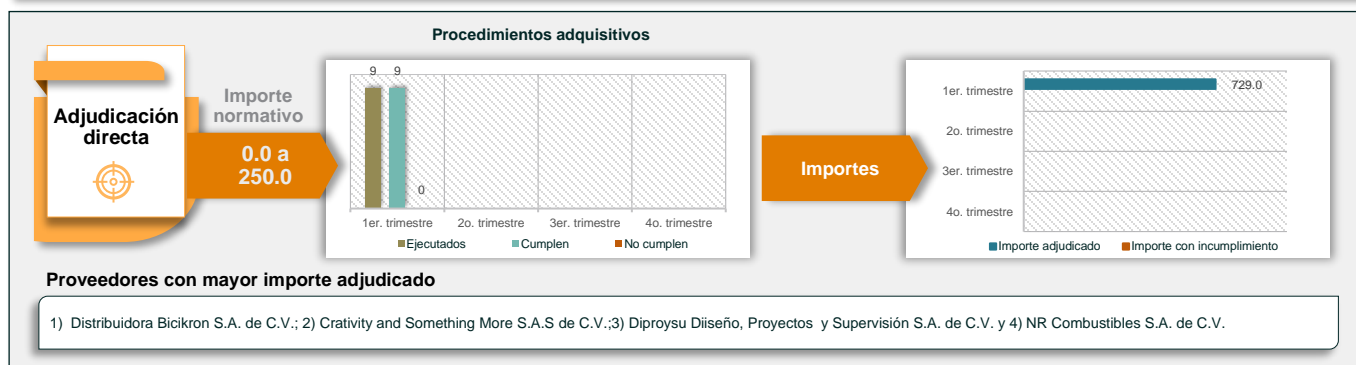 Procedimientos adquisitivos
Adjudicación
directa
Importe
normativo
0.0 a
250.0
9 9
0
1er. trimestre 2o. trimestre 3er. trimestre 4o. trimestre
Ejecutados Cumplen No cumplen
Importes
1er. trimestre 729.0
2o. trimestre
3er. trimestre
4o. trimestre
Importe adjudicado Importe con incumplimiento
Proveedores con mayor importe adjudicado
1) Distribuidora Bicikron S.A. de C.V.; 2) Crativity and Something More S.A.S de C.V.;3) Diproysu Diiseño, Proyectos y Supervisión S.A. de C.V. y 4) NR Combustibles S.A. de C.V.